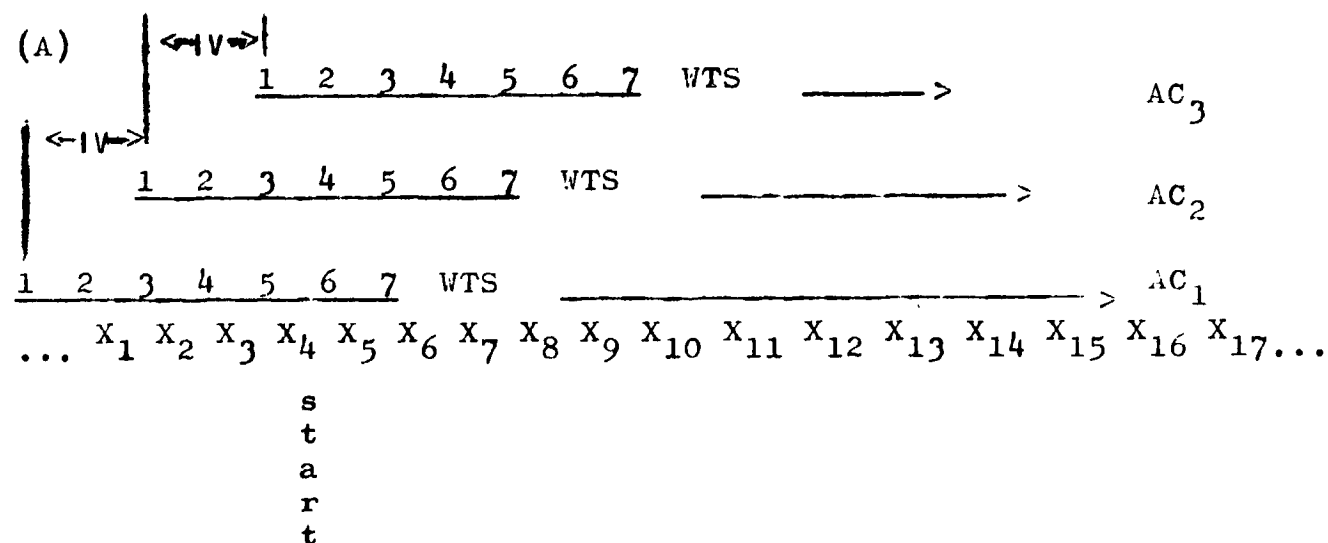 (A) <-IV->
1 2 3 4 5 6 7 WTS -> AC3
<-IV->
1 2 3 4 5 6 7 WTS -> AC2
1 2 3 4 5 6 7 WTS -> AC1
... X1 X2 X3 X4 X5 X6 X7 X8 X9 X10 X11 X12 X13 X14 X15 X16 X17...
s
t
a
r
t